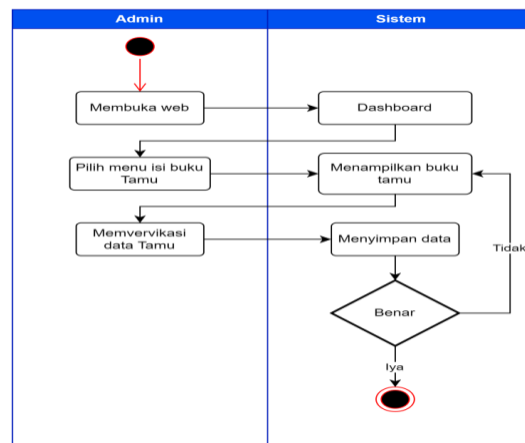 Admin
Sistem
Membuka web
Dashboard
Pilih menu isi buku
Tamu
Menampilkan buku
tamu
Memvervikasi
data Tamu
Menyimpan data
Tidak
Benar
Iya